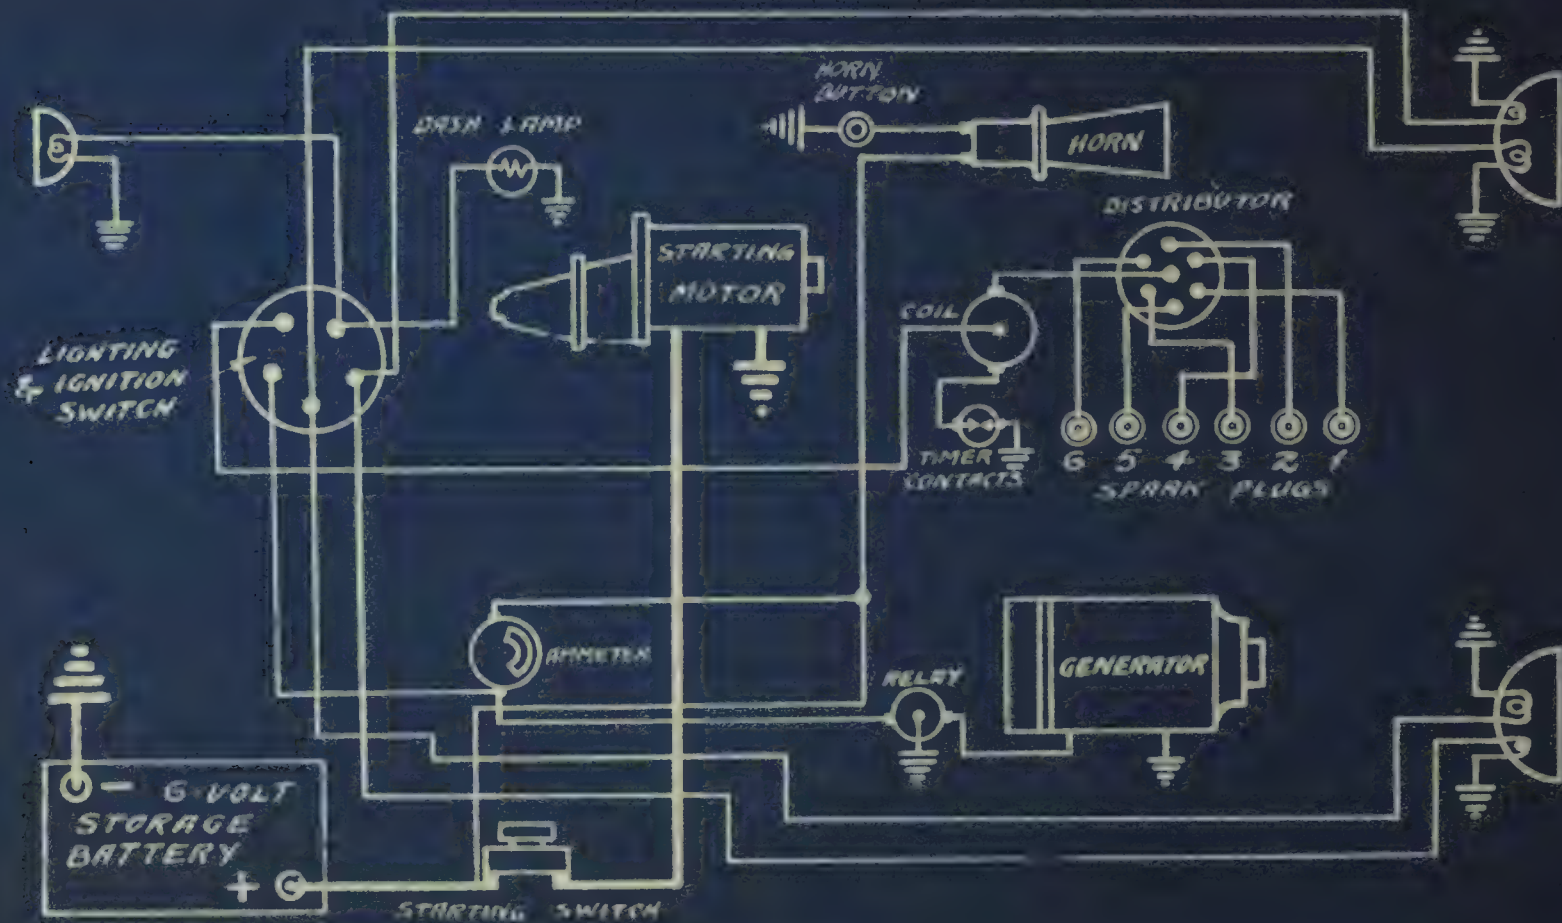 HORN
BUTTON
DASH LAMP
HORN
DISTRIBUTOR
STARTING
MOTOR
COIL
LIGHTING
& IGNITION
SWITCH
TIMER
CONTACTS
6 5 4 3 2 1
SPARK PLUGS
AMMETER
RELAY
GENERATOR
- 6-VOLT
STORAGE
BATTERY
+
STARTING SWITCH